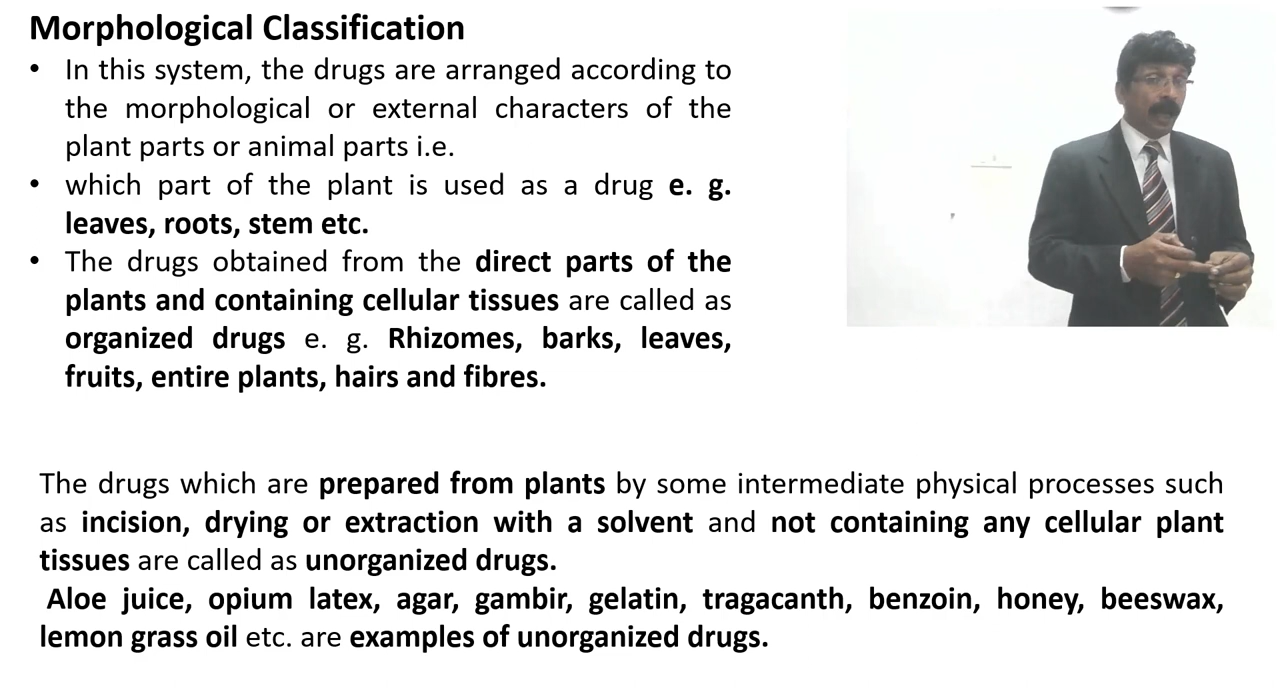 Morphological Classification
• In this system, the drugs are arranged according to
the morphological or external characters of the
plant parts or animal parts i.e.
• which part of the plant is used as a drug e. g.
leaves, roots, stem etc.
• The drugs obtained from the direct parts of the
plants and containing cellular tissues are called as
organized drugs e. g. Rhizomes, barks, leaves,
fruits, entire plants, hairs and fibres.
The drugs which are prepared from plants by some intermediate physical processes such
as incision, drying or extraction with a solvent and not containing any cellular plant
tissues are called as unorganized drugs.
Aloe juice, opium latex, agar, gambir, gelatin, tragacanth, benzoin, honey, beeswax,
lemon grass oil etc. are examples of unorganized drugs.